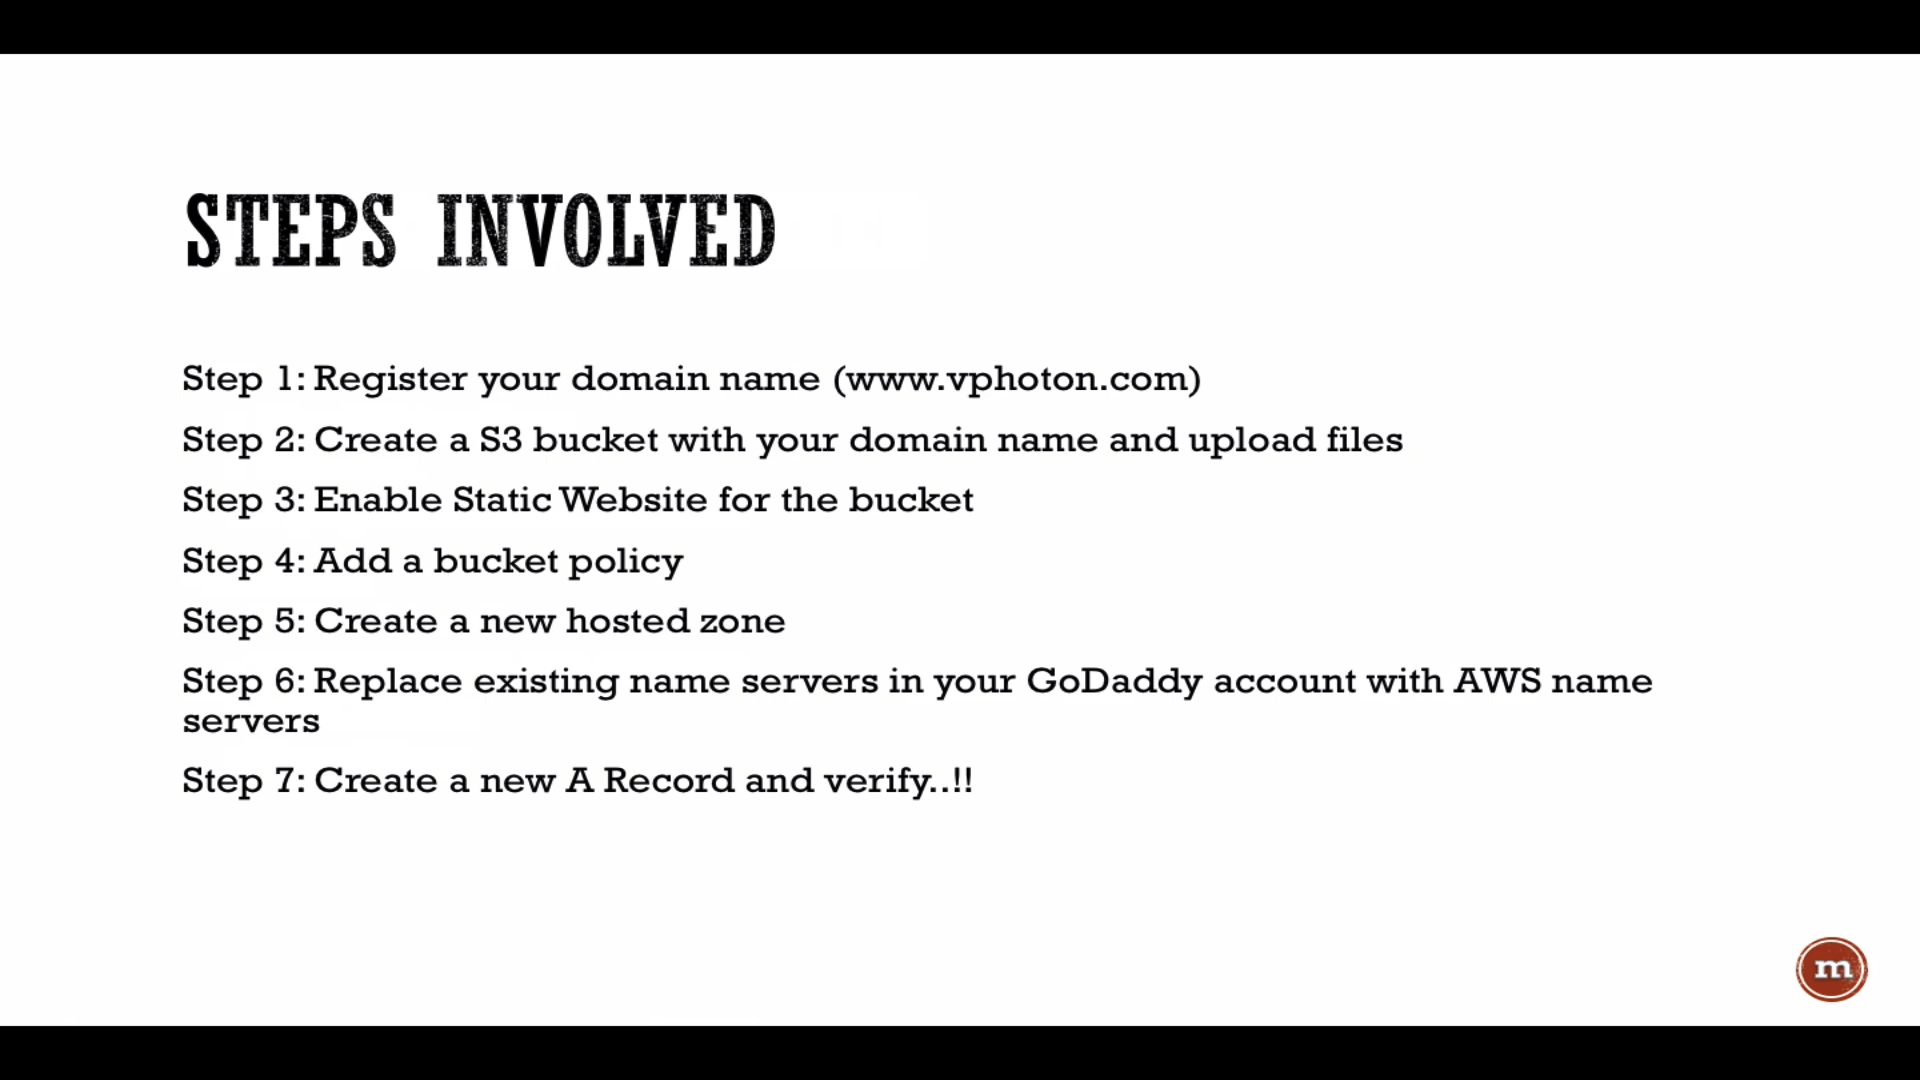 STEPS INVOLVED
Step 1: Register your domain name (www.vphoton.com)
Step 2: Create a S3 bucket with your domain name and upload files
Step 3: Enable Static Website for the bucket
Step 4: Add a bucket policy
Step 5: Create a new hosted zone
Step 6: Replace existing name servers in your GoDaddy account with AWS name
servers
Step 7: Create a new A Record and verify..!!
m